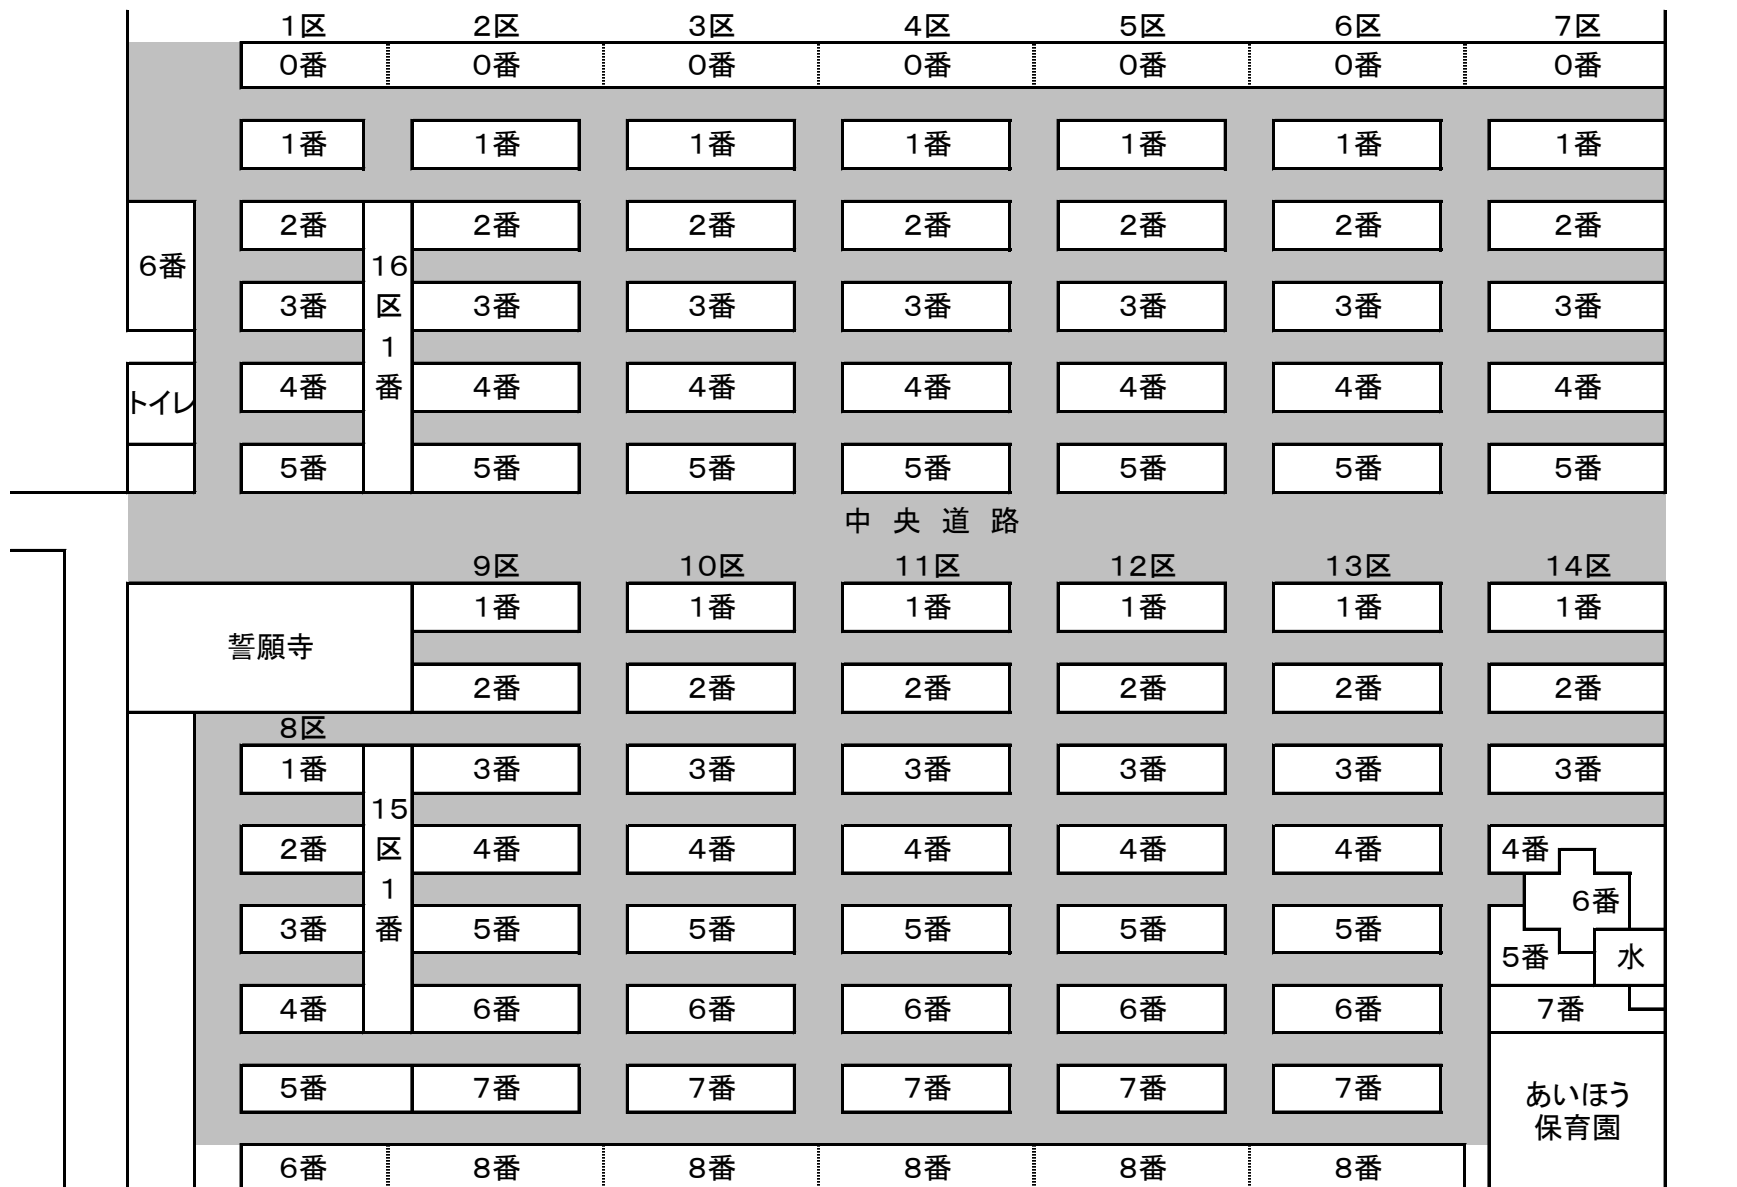 1区 2区 3区 4区 5区 6区 7区
0番 0番 0番 0番 0番 0番 0番
1番 1番 1番 1番 1番 1番 1番
2番 2番 2番 2番 2番 2番 2番
6番
16区1番
3番 3番 3番 3番 3番 3番 3番
4番 4番 4番 4番 4番 4番 4番
トイレ
5番 5番 5番 5番 5番 5番 5番
中央道路
9区 10区 11区 12区 13区 14区
1番 1番 1番 1番 1番 1番
誓願寺
2番 2番 2番 2番 2番 2番
8区
1番 3番 3番 3番 3番 3番 3番
15区1番
2番 4番 4番 4番 4番 4番 4番
6番
3番 5番 5番 5番 5番 5番
5番 水
4番 6番 6番 6番 6番 6番 7番
5番 7番 7番 7番 7番 7番
あいほう
保育園
6番 8番 8番 8番 8番 8番